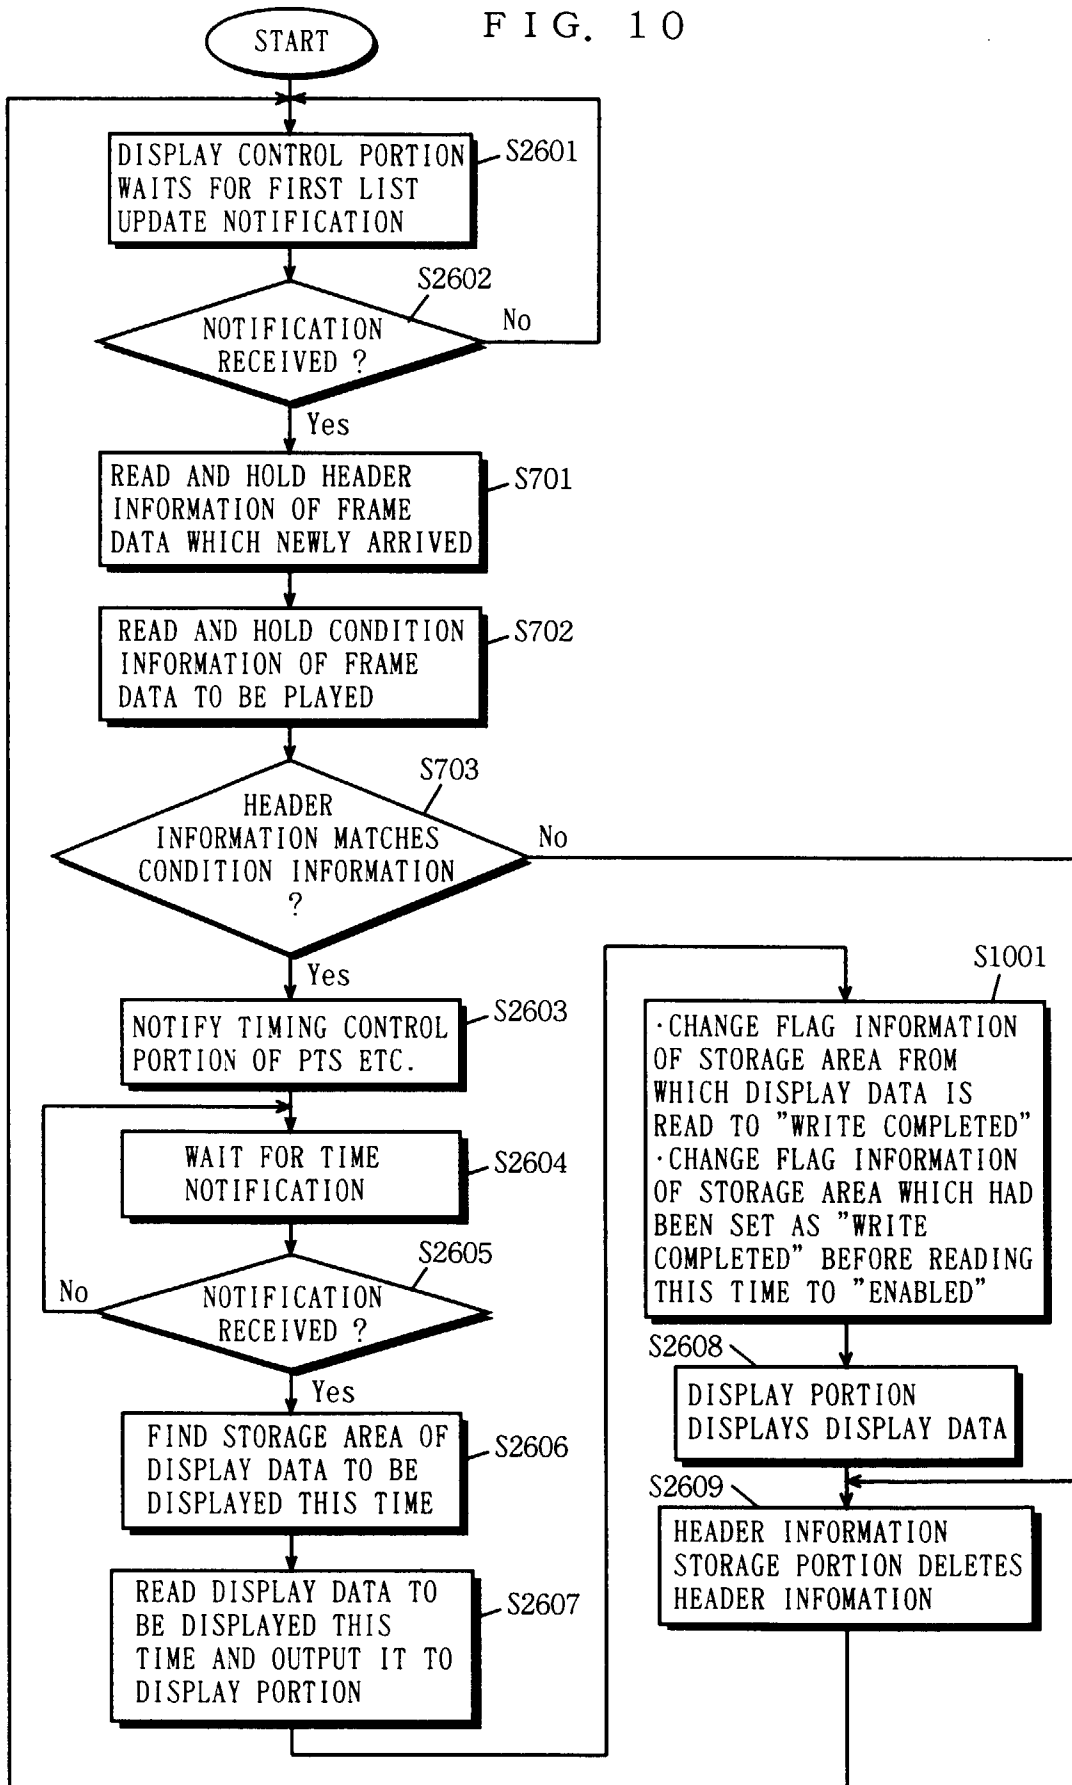 FIG. 10
START
DISPLAY CONTROL PORTION
WAITS FOR FIRST LIST
UPDATE NOTIFICATION
S2601
S2602
NOTIFICATION
RECEIVED ?
No
Yes
READ AND HOLD HEADER
INFORMATION OF FRAME
DATA WHICH NEWLY ARRIVED
S701
READ AND HOLD CONDITION
INFORMATION OF FRAME
DATA TO BE PLAYED
S702
S703
HEADER
INFORMATION MATCHES
CONDITION INFORMATION
?
No
Yes
NOTIFY TIMING CONTROL
PORTION OF PTS ETC.
S2603
WAIT FOR TIME
NOTIFICATION
S2604
S2605
NOTIFICATION
RECEIVED ?
No
Yes
FIND STORAGE AREA OF
DISPLAY DATA TO BE
DISPLAYED THIS TIME
S2606
READ DISPLAY DATA TO
BE DISPLAYED THIS
TIME AND OUTPUT IT TO
DISPLAY PORTION
S2607
S1001
·CHANGE FLAG INFORMATION
OF STORAGE AREA FROM
WHICH DISPLAY DATA IS
READ TO "WRITE COMPLETED"
·CHANGE FLAG INFORMATION
OF STORAGE AREA WHICH HAD
BEEN SET AS "WRITE
COMPLETED" BEFORE READING
THIS TIME TO "ENABLED"
S2608
DISPLAY PORTION
DISPLAYS DISPLAY DATA
S2609
HEADER INFORMATION
STORAGE PORTION DELETES
HEADER INFOMATION